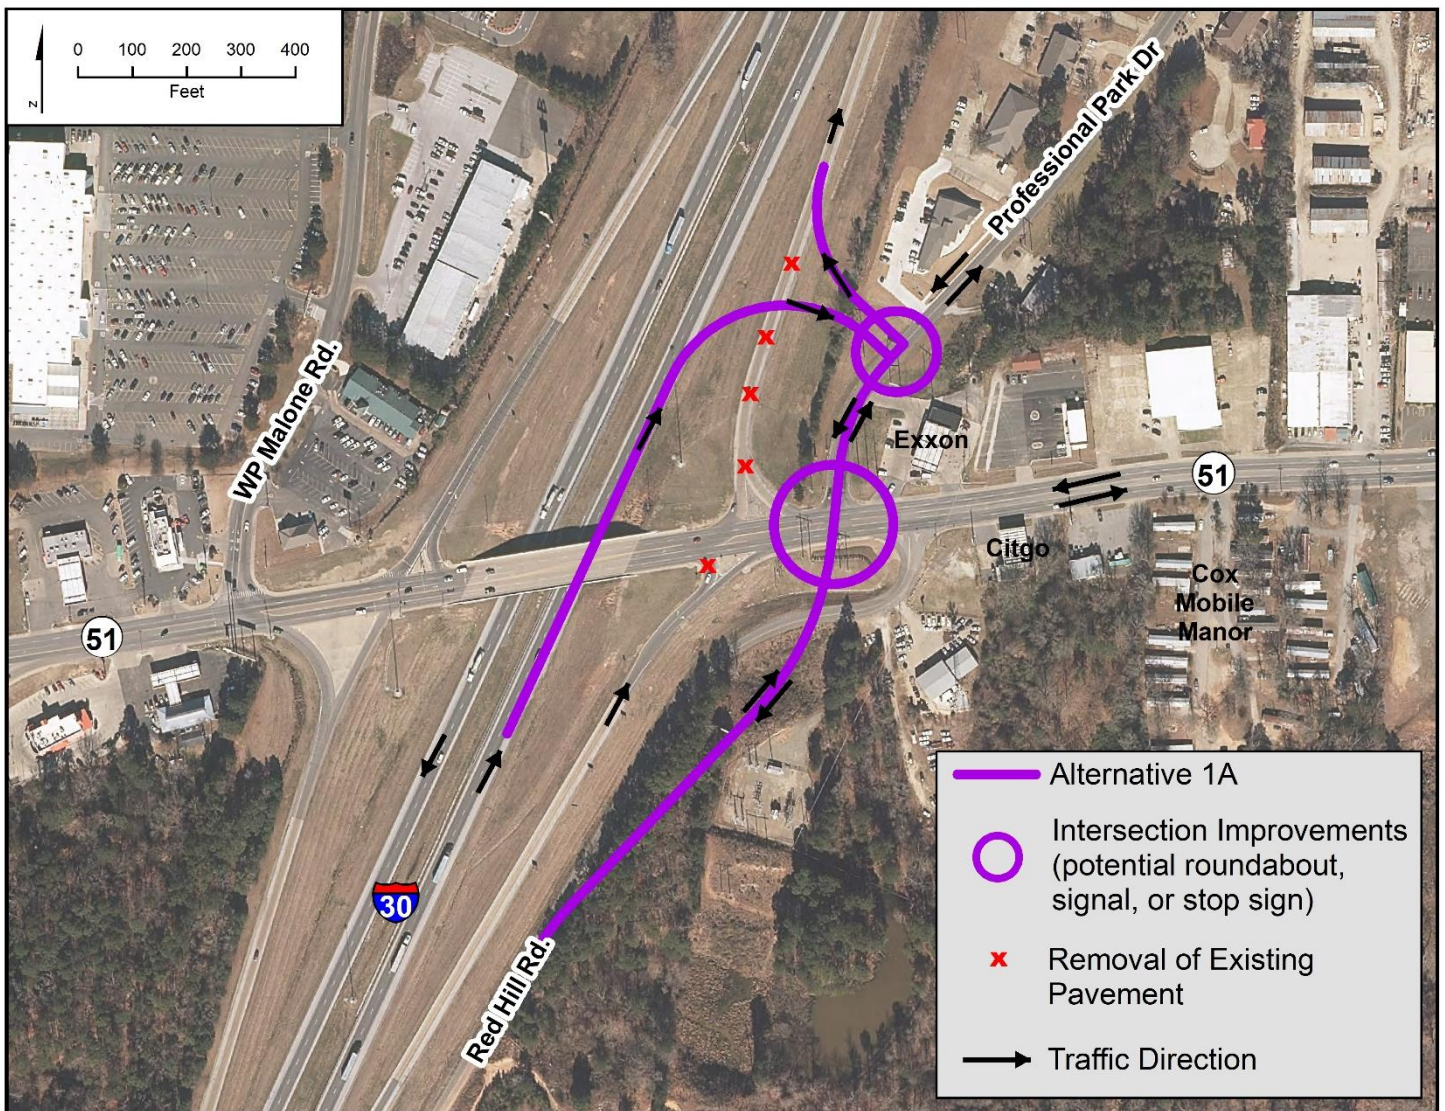 0 100 200 300 400
Feet
z
Professional Park Dr
WP Malone Rd.
Exxon
51
Citgo
Cox
Mobile
Manor
51
30
Red Hill Rd.
Alternative 1A
Intersection Improvements
(potential roundabout,
signal, or stop sign)
x Removal of Existing
Pavement
Traffic Direction